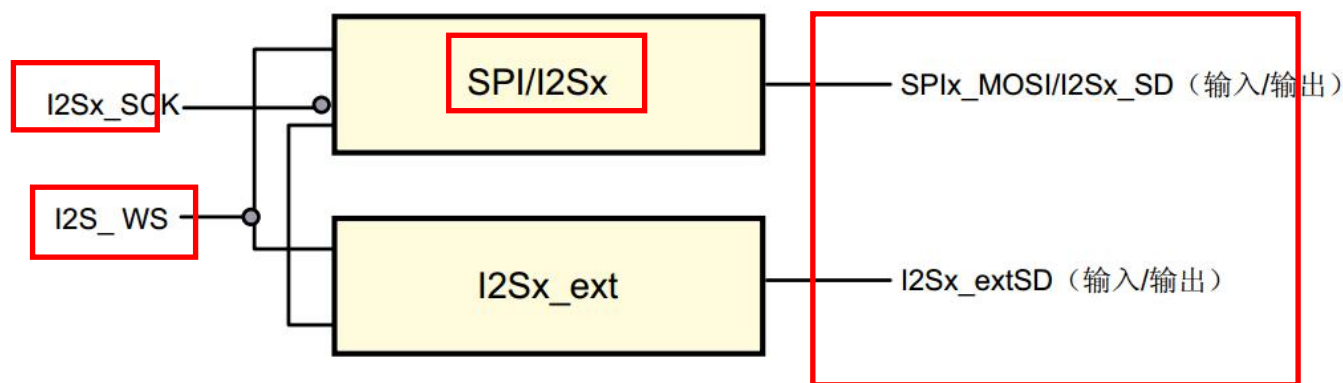 I2Sx_SCK
I2S_ WS
SPI/I2Sx
SPIx_MOSI/I2Sx_SD（输入/输出）
I2Sx_ext
I2Sx_extSD（输入/输出）